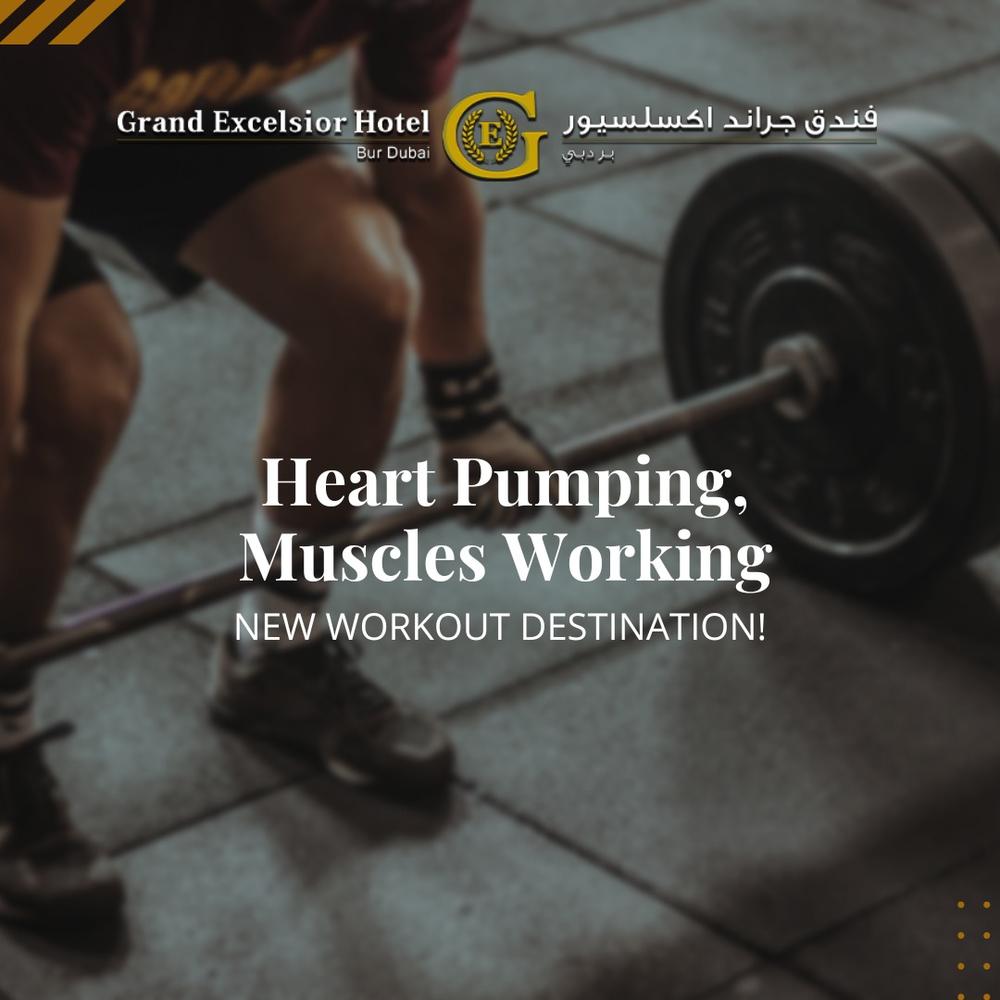 Grand Excelsior Hotel
Bur Dubai
G
E
فندق جراند اكسلسيور
بر دبي
Heart Pumping,
Muscles Working
NEW WORKOUT DESTINATION!